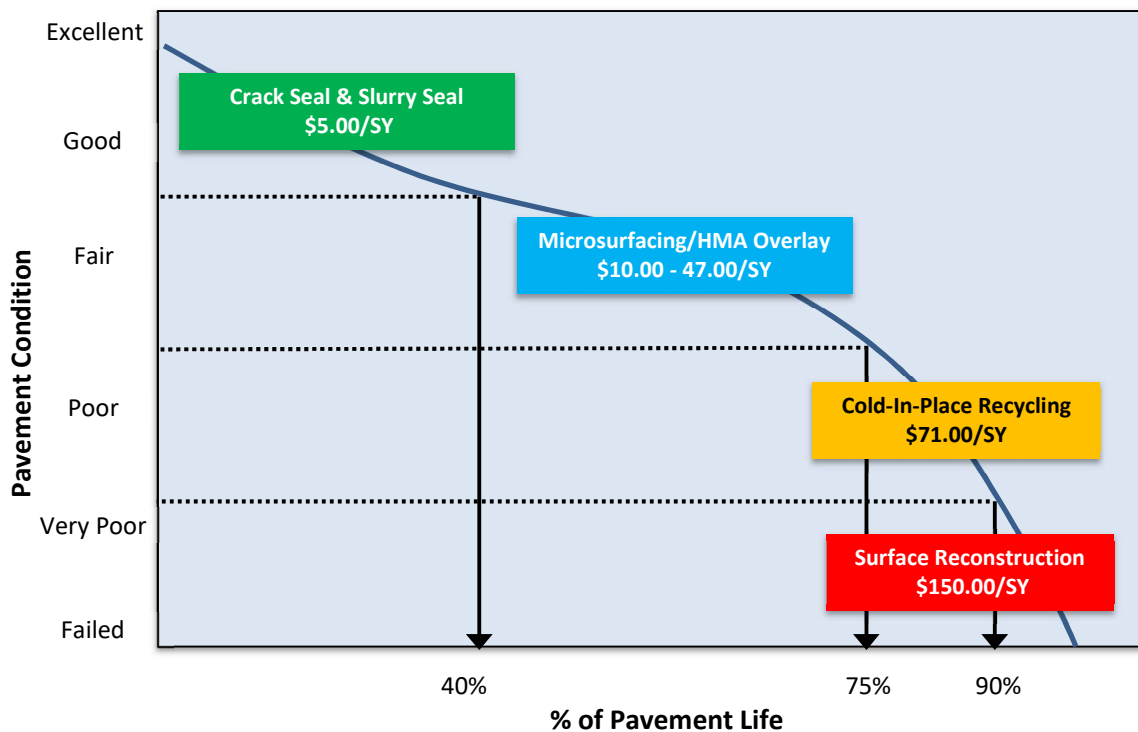 Excellent
Crack Seal & Slurry Seal
$5.00/SY
Good
Microsurfacing/HMA Overlay
$10.00 - 47.00/SY
Fair
Pavement Condition
Cold-In-Place Recycling
$71.00/SY
Poor
Very Poor
Surface Reconstruction
$150.00/SY
Failed
40%
75%
90%
% of Pavement Life